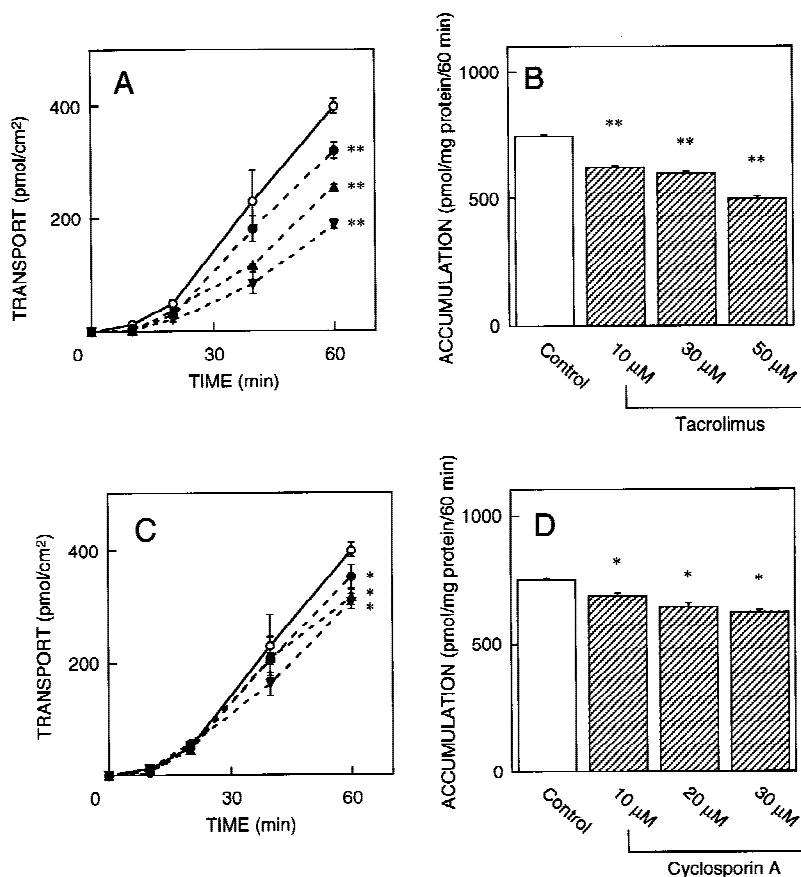 A
TRANSPORT (pmol/cm²)
400
200
0
30
60
TIME (min)
**
**
**
B
ACCUMULATION (pmol/mg protein/60 min)
1000
500
0
**
**
**
Control
10 µM
30 µM
50 µM
Tacrolimus
C
TRANSPORT (pmol/cm²)
400
200
0
30
60
TIME (min)
*
*
*
D
ACCUMULATION (pmol/mg protein/60 min)
1000
500
0
*
*
*
Control
10 µM
20 µM
30 µM
Cyclosporin A